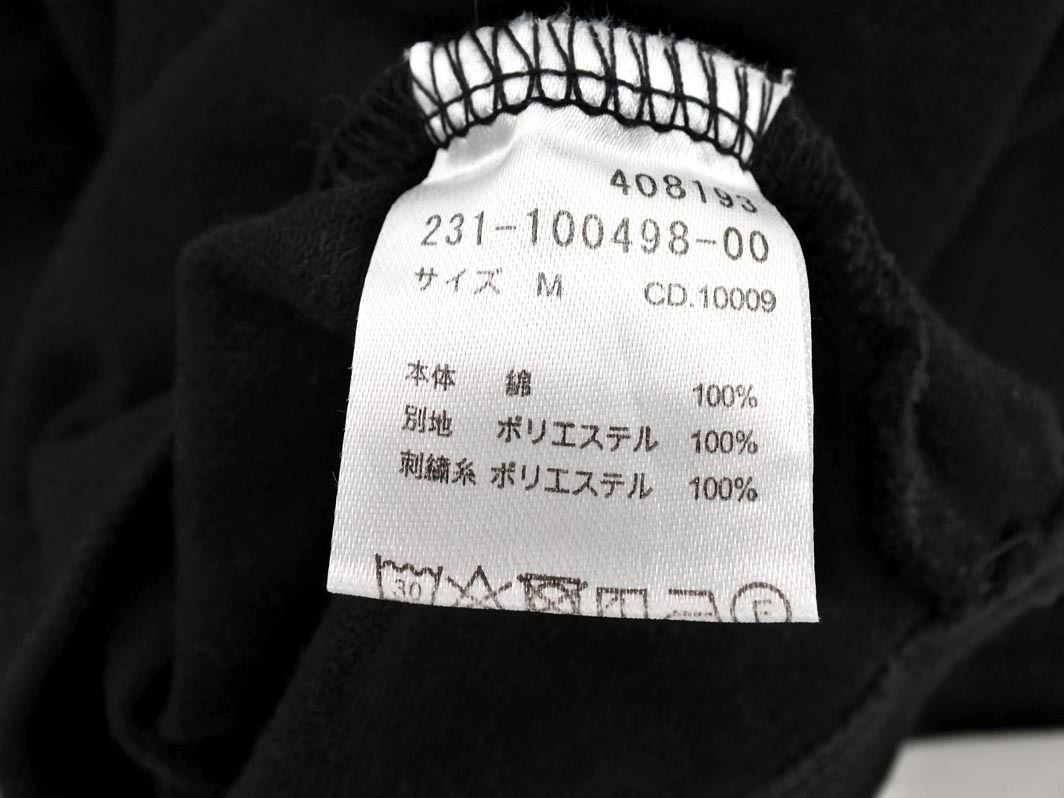 408193
231-100498-00
サイズ M CD.10009
本体 綿 100%
別地 ポリエステル 100%
刺繍糸 ポリエステル 100%
30 F